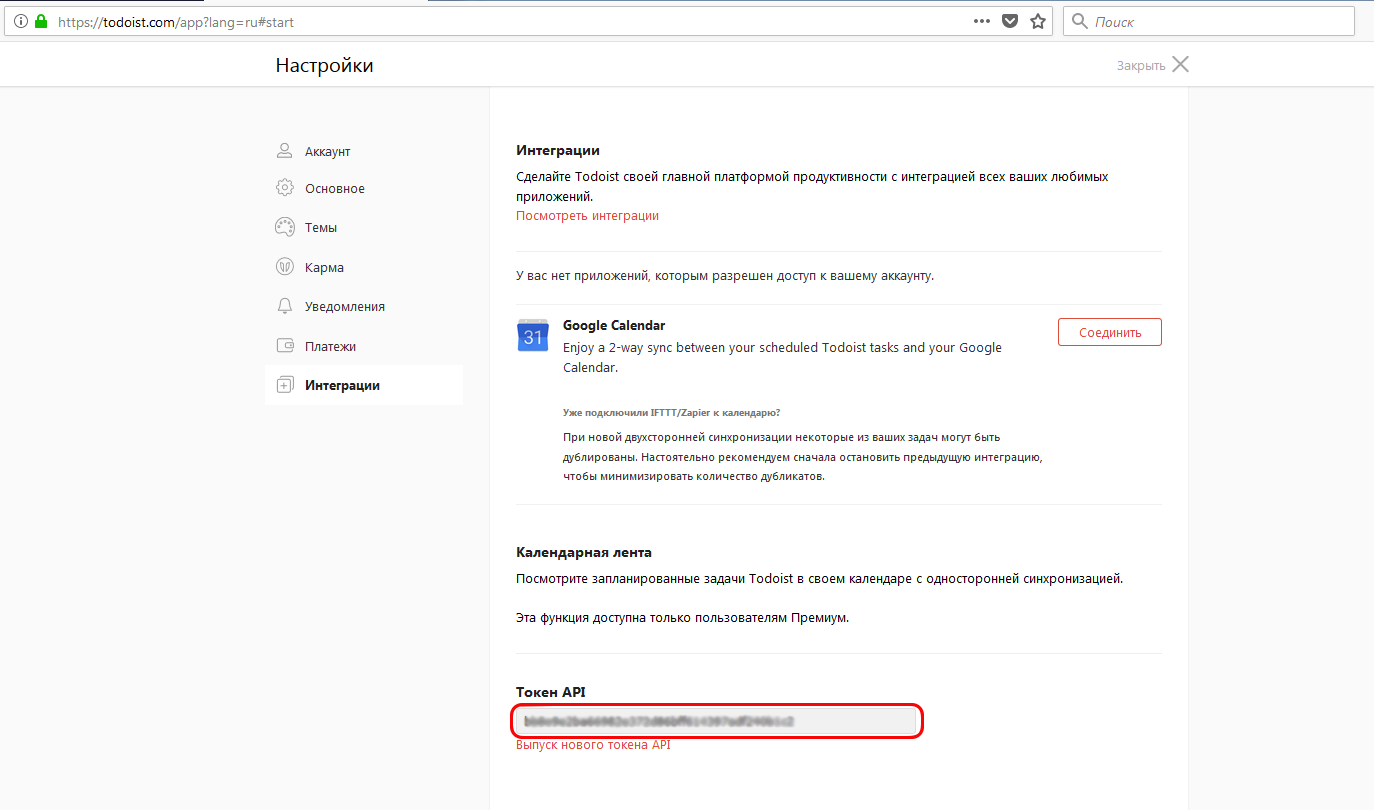 https://todoist.com/app?lang=ru#start
Поиск
Настройки
Закрыть
Аккаунт
Основное
Темы
Карма
Уведомления
Платежи
Интеграции
Интеграции
Сделайте Todoist своей главной платформой продуктивности с интеграцией всех ваших любимых
приложений.
Посмотреть интеграции
У вас нет приложений, которым разрешен доступ к вашему аккаунту.
31
Google Calendar
Соединить
Enjoy a 2-way sync between your scheduled Todoist tasks and your Google
Calendar.
Уже подключили IFTTT/Zapier к календарю?
При новой двухсторонней синхронизации некоторые из ваших задач могут быть
дублированы. Настоятельно рекомендуем сначала остановить предыдущую интеграцию,
чтобы минимизировать количество дубликатов.
Календарная лента
Посмотрите запланированные задачи Todoist в своем календаре с односторонней синхронизацией.
Эта функция доступна только пользователям Премиум.
Токен API
Выпуск нового токена API